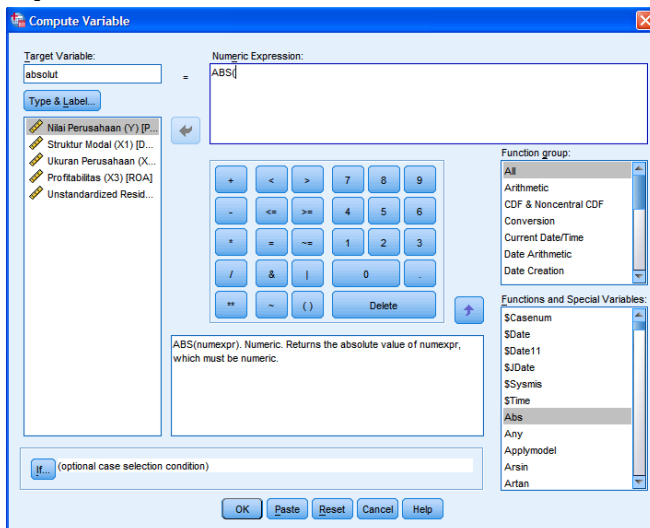 Compute Variable
Target Variable:
absolut
=
Numeric Expression:
ABS(
Type & Label...
Nilai Perusahaan (Y) [P...
Struktur Modal (X1) [D...
Ukuran Perusahaan (X...
Profitabilitas (X3) [ROA]
Unstandardized Resid...
+ < > 7 8 9
- <= >= 4 5 6
* = ~= 1 2 3
/ & | 0 .
** ~ ( ) Delete
Function group:
All
Arithmetic
CDF & Noncentral CDF
Conversion
Current Date/Time
Date Arithmetic
Date Creation
Functions and Special Variables:
$Casenum
$Date
$Date11
$JDate
$Sysmis
$Time
Abs
Any
Applymodel
Arsin
Artan
ABS(numexpr). Numeric. Returns the absolute value of numexpr,
which must be numeric.
If... (optional case selection condition)
OK Paste Reset Cancel Help